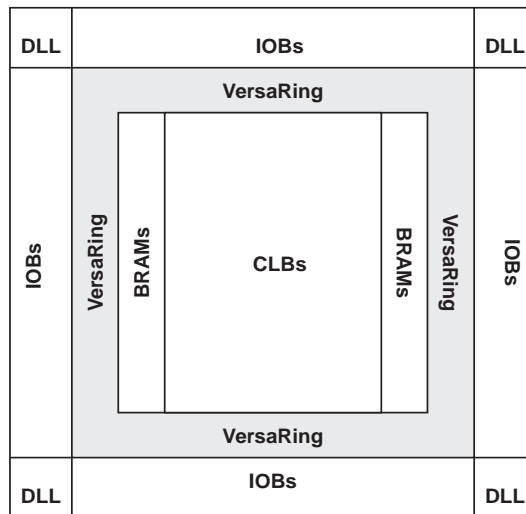 DLL
IOBs
DLL
VersaRing
IOBs
VersaRing
BRAMs
CLBs
BRAMs
VersaRing
IOBs
VersaRing
DLL
IOBs
DLL